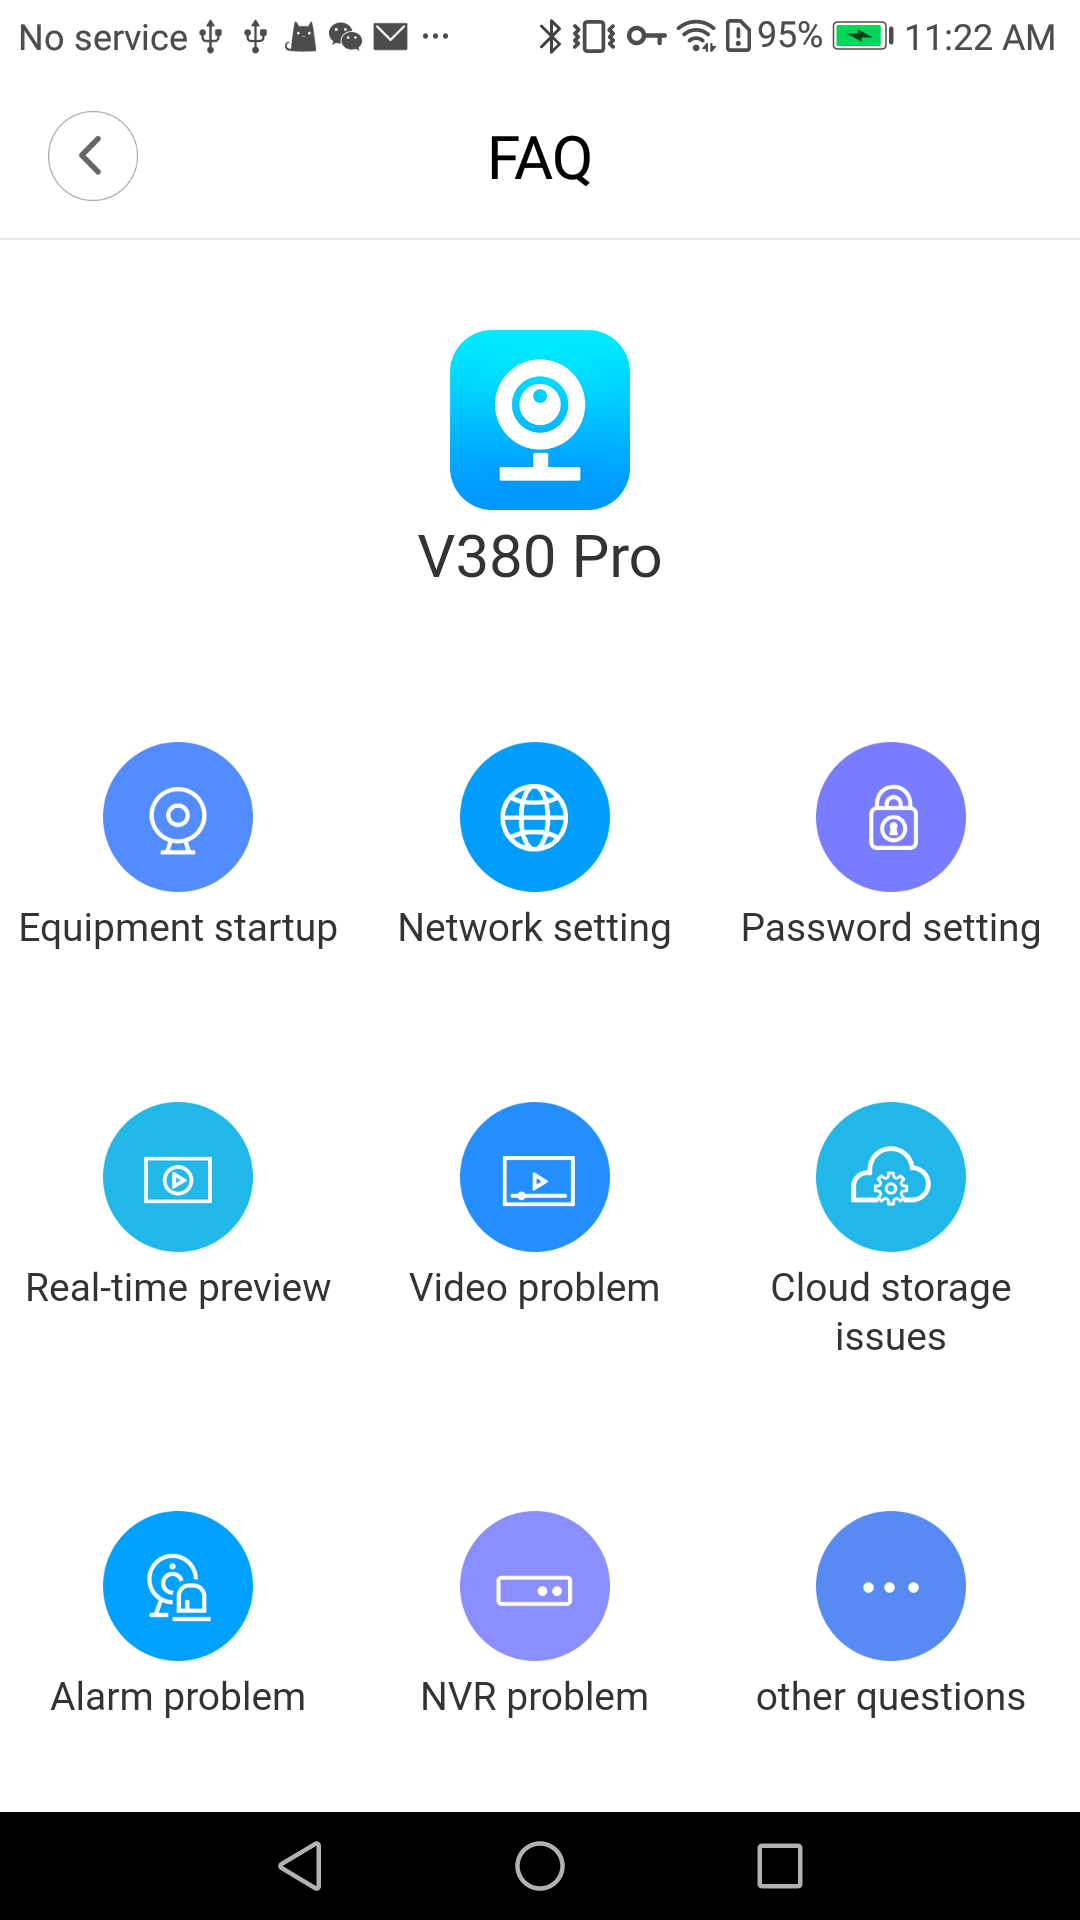 No service 95% 11:22 AM
FAQ
V380 Pro
Equipment startup Network setting Password setting
Real-time preview Video problem Cloud storage
issues
Alarm problem NVR problem other questions